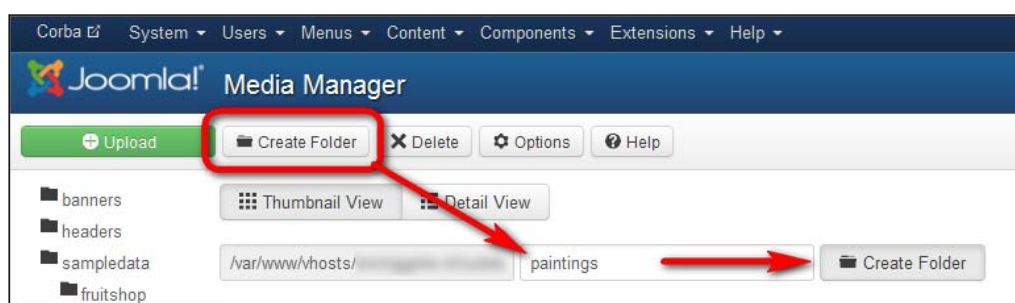 Corba System Users Menus Content Components Extensions Help
Joomla! Media Manager
Upload Create Folder Delete Options Help
banners Thumbnail View Detail View
headers
sampledata /var/www/vhosts/ paintings Create Folder
fruitshop